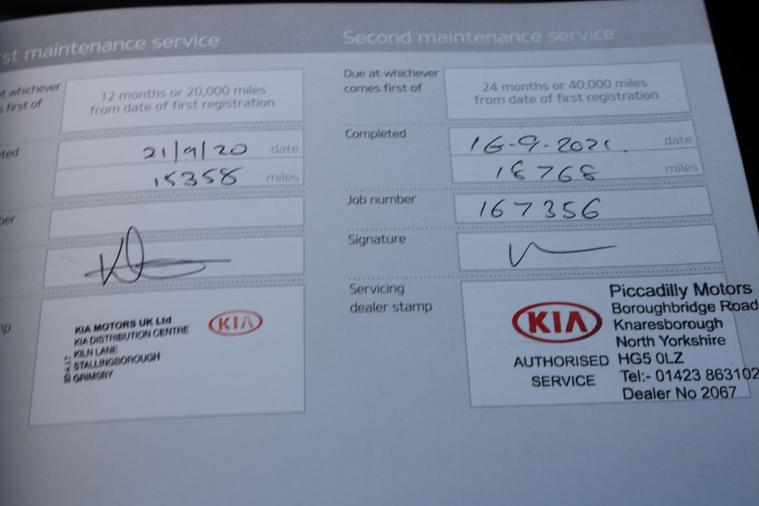 st maintenance service
at whichever
first of
12 months or 20,000 miles
from date of first registration
ted
21/9/20 date
15358 miles
ber
mp
KIA MOTORS UK Ltd
KIA DISTRIBUTION CENTRE
KILN LANE
STALLINGBOROUGH
GRIMSBY
KIA
Second maintenance service
Due at whichever
comes first of
24 months or 40,000 miles
from date of first registration
Completed
16-9-2021. date
18768 miles
Job number
167356
Signature
Servicing
dealer stamp
KIA
AUTHORISED
SERVICE
Piccadilly Motors
Boroughbridge Road
Knaresborough
North Yorkshire
HG5 0LZ
Tel:- 01423 863102
Dealer No 2067